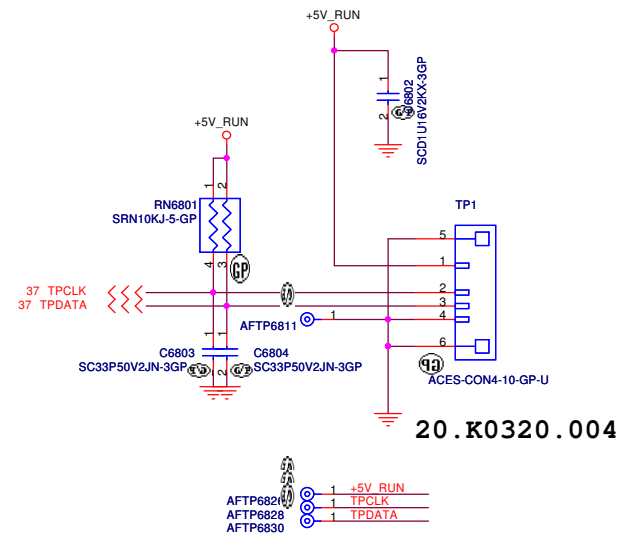 +5V_RUN
1
2
6802
SCD1U16V2KX-3GP
+5V_RUN
1 2
RN6801
SRN10KJ-5-GP
4 3
GP
TP1
5
1
2
3
4
6
37 TPCLK
37 TPDATA
AFTP6811
1
1 1
C6803
SC33P50V2JN-3GP
2 2
C6804
SC33P50V2JN-3GP
GP
ACES-CON4-10-GP-U
20.K0320.004
1 +5V_RUN
AFTP6828 1 TPCLK
AFTP6830 1 TPDATA